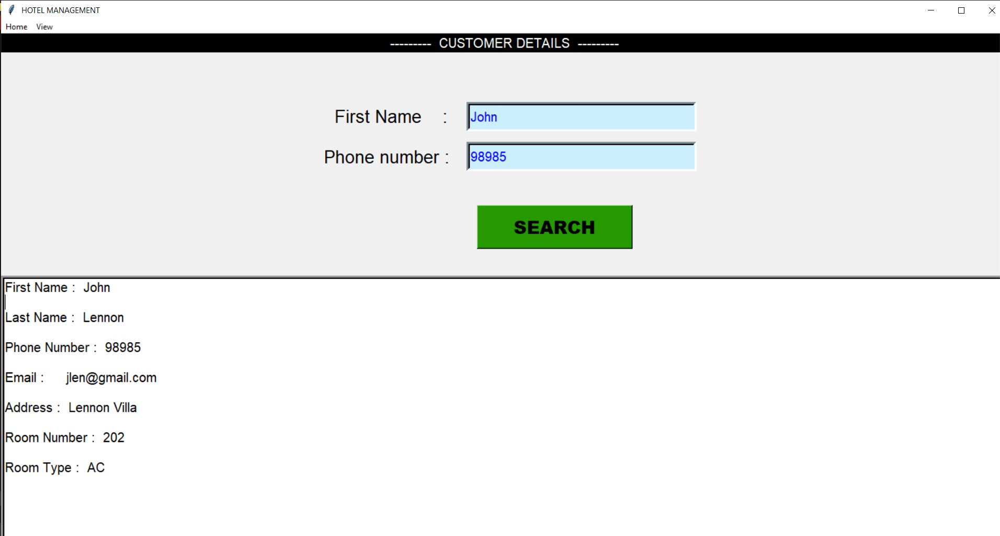 HOTEL MANAGEMENT
Home View
--------- CUSTOMER DETAILS ---------
First Name : John
Phone number : 98985
SEARCH
First Name : John
Last Name : Lennon
Phone Number : 98985
Email : jlen@gmail.com
Address : Lennon Villa
Room Number : 202
Room Type : AC